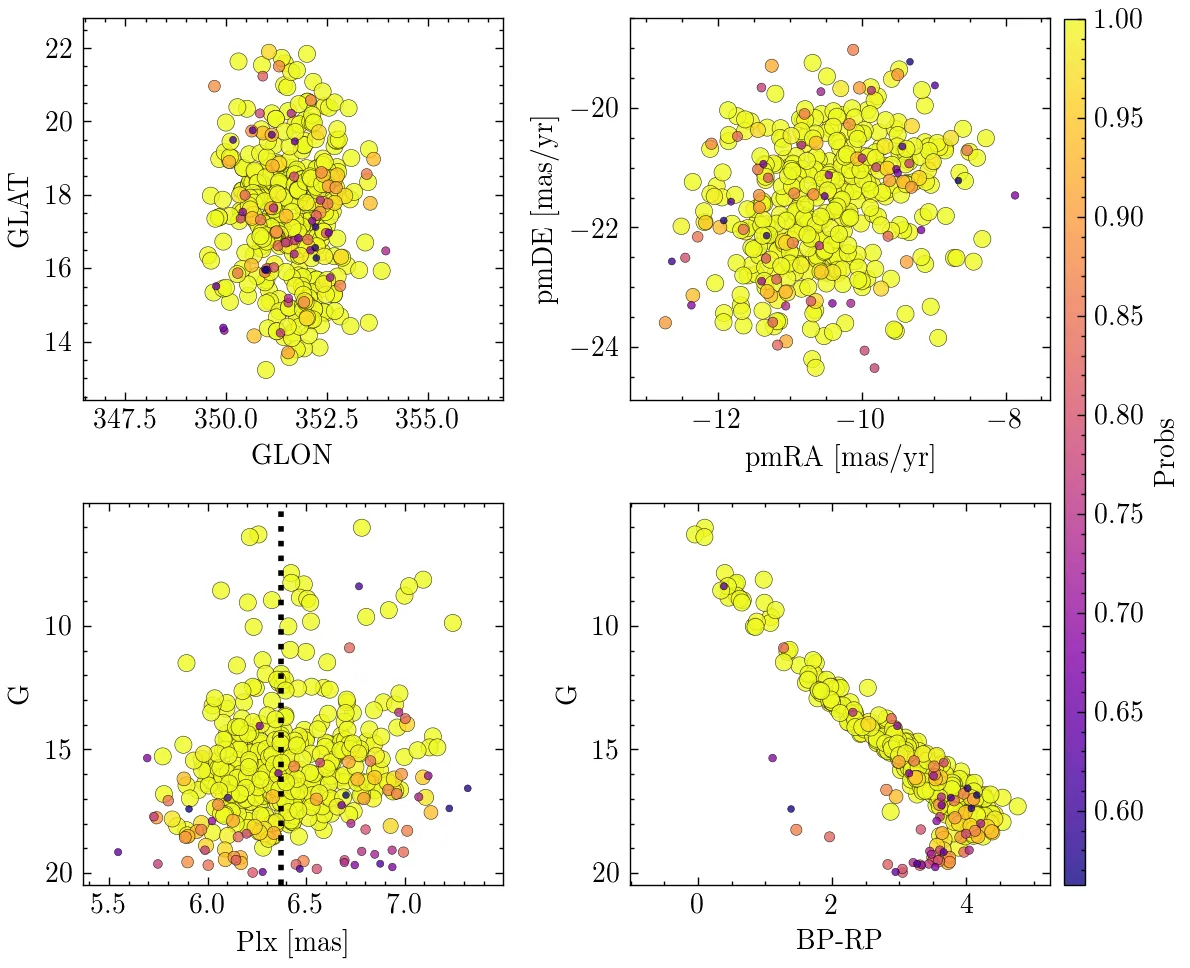 22
20
18
16
14
GLAT
347.5 350.0 352.5 355.0
GLON
−20
−22
−24
pmDE [mas/yr]
−12 −10 −8
pmRA [mas/yr]
1.00
0.95
0.90
0.85
0.80
0.75
0.70
0.65
0.60
Probs
10
15
20
G
5.5 6.0 6.5 7.0
Plx [mas]
10
15
20
G
0 2 4
BP-RP